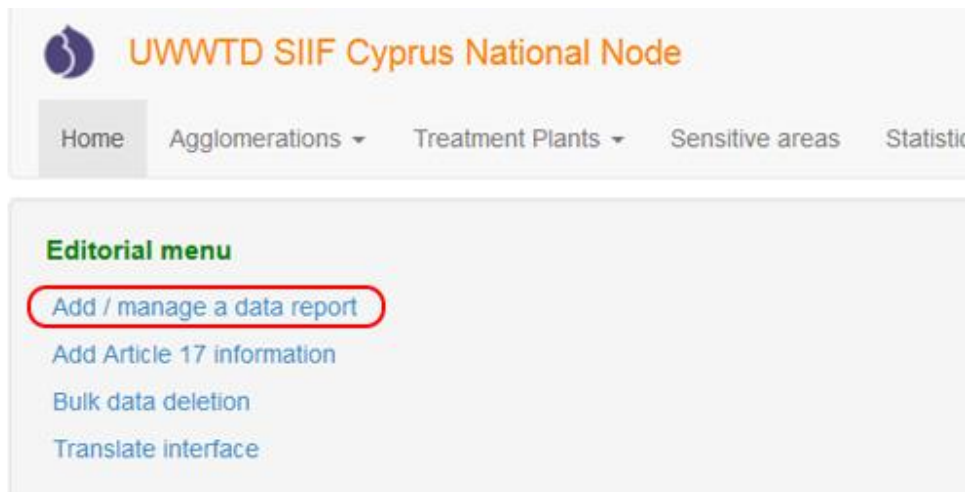 UWWTD SIIF Cyprus National Node
Home Agglomerations Treatment Plants Sensitive areas
Editorial menu
Add / manage a data report
Add Article 17 information
Bulk data deletion
Translate interface